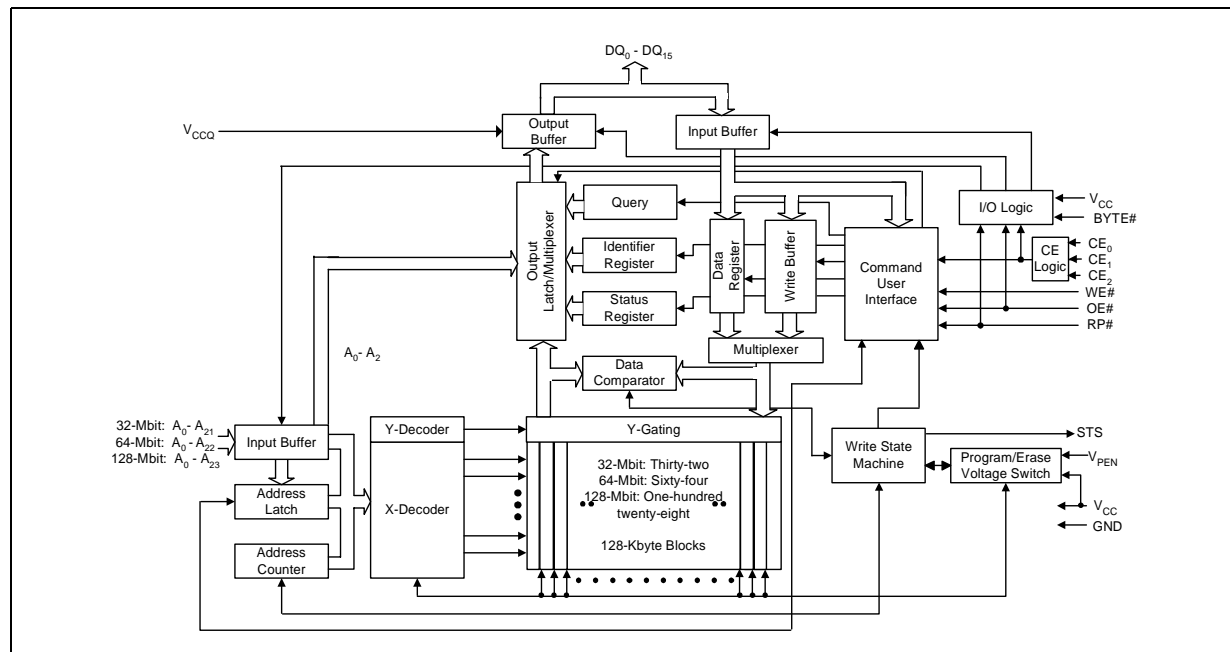 DQ0 - DQ15
VCCQ
Output
Buffer
Input Buffer
Output
Latch/Multiplexer
Query
Identifier
Register
Status
Register
Data
Register
Write Buffer
Command
User
Interface
I/O Logic
VCC
BYTE#
CE
Logic
CE0
CE1
CE2
WE#
OE#
RP#
Multiplexer
Data
Comparator
A0- A2
32-Mbit: A0- A21
64-Mbit: A0 - A22
128-Mbit: A0 - A23
Input Buffer
Address
Latch
Address
Counter
Y-Decoder
X-Decoder
Y-Gating
32-Mbit: Thirty-two
64-Mbit: Sixty-four
128-Mbit: One-hundred
twenty-eight
128-Kbyte Blocks
Write State
Machine
Program/Erase
Voltage Switch
STS
VPEN
VCC
GND